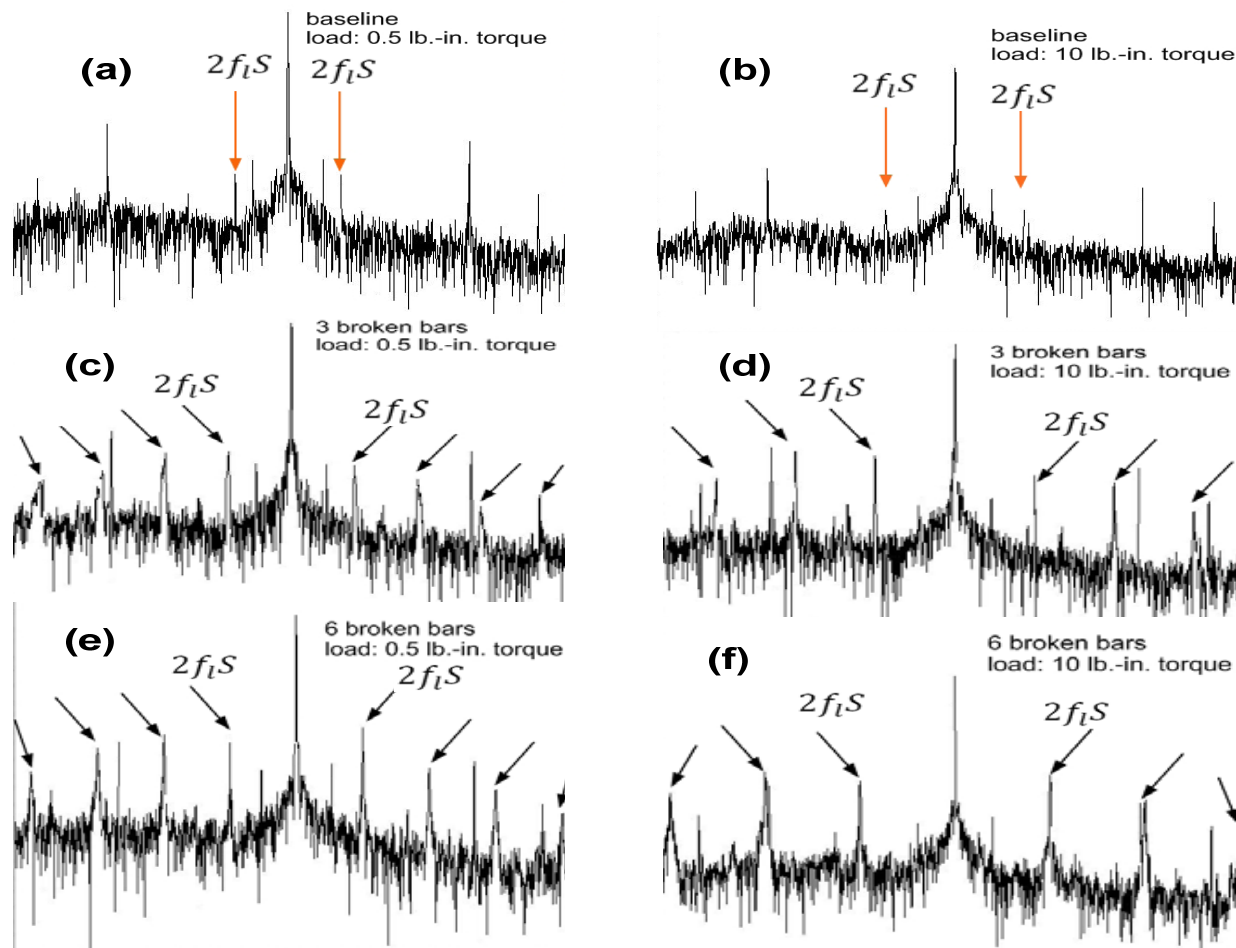 baseline
load: 0.5 lb.-in. torque
(a)
2f_lS 2f_lS
baseline
load: 10 lb.-in. torque
(b)
2f_lS 2f_lS
3 broken bars
load: 0.5 lb.-in. torque
(c)
2f_lS
2f_lS
3 broken bars
load: 10 lb.-in. torque
(d)
2f_lS
2f_lS
6 broken bars
load: 0.5 lb.-in. torque
(e)
2f_lS 2f_lS
6 broken bars
load: 10 lb.-in. torque
(f)
2f_lS 2f_lS